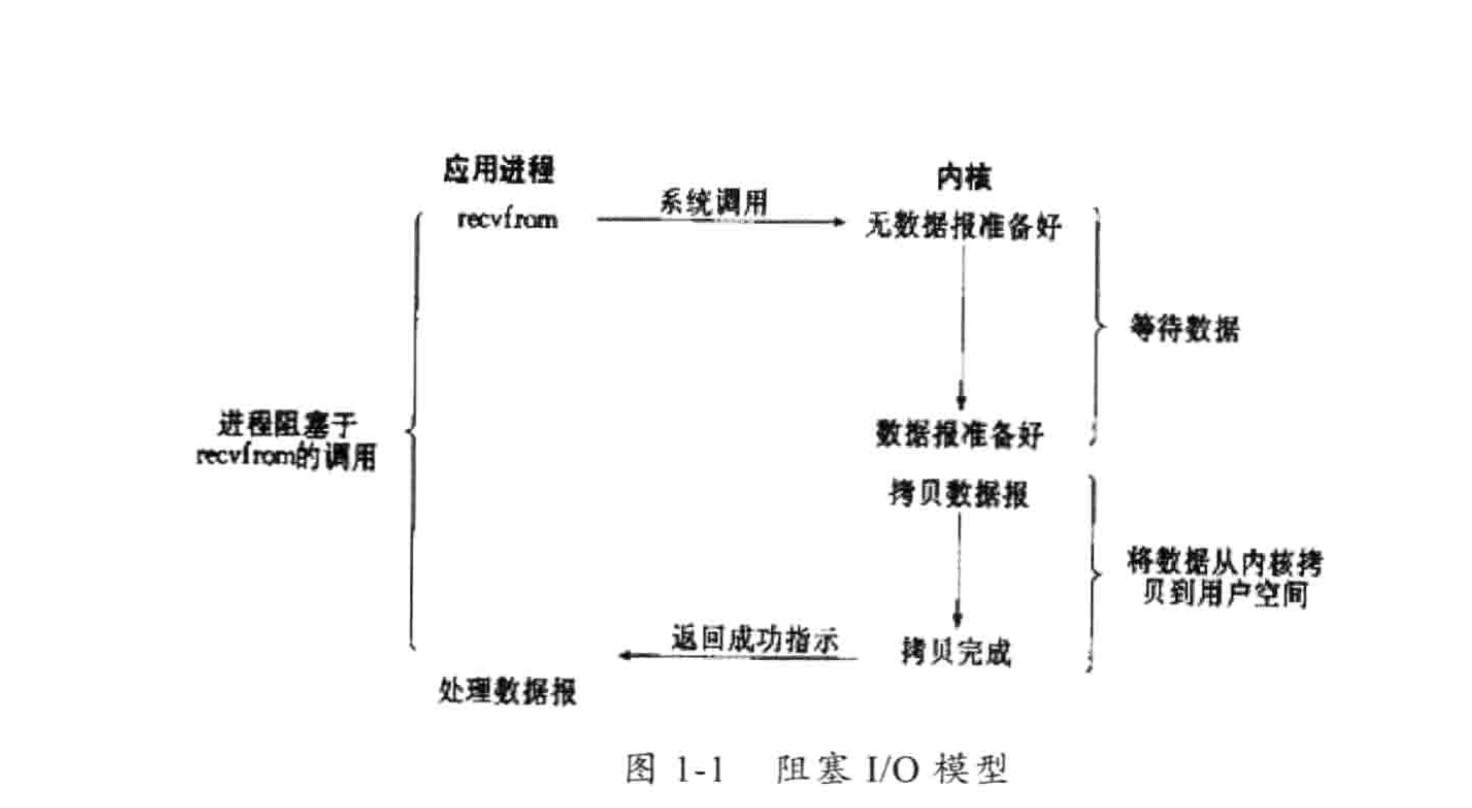 应用进程
内核
recvfrom
系统调用
无数据报准备好
等待数据
进程阻塞于
recvfrom的调用
数据报准备好
拷贝数据报
将数据从内核拷
贝到用户空间
返回成功指示
拷贝完成
处理数据报
图 1-1 阻塞 I/O 模型